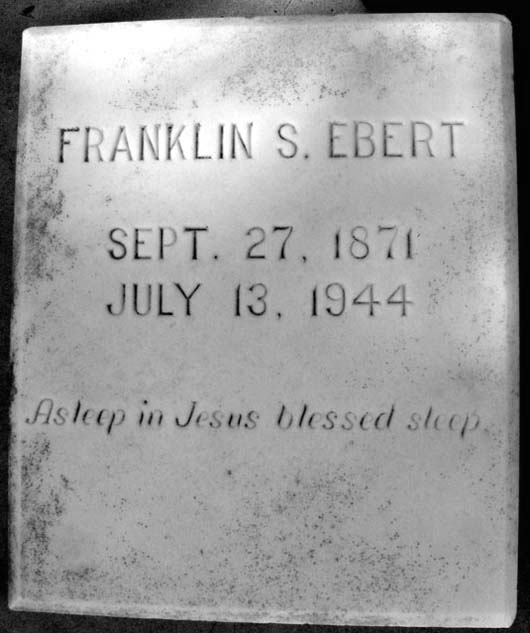 FRANKLIN S. EBERT
SEPT. 27, 1871
JULY 13, 1944
Asleep in Jesus blessed sleep.